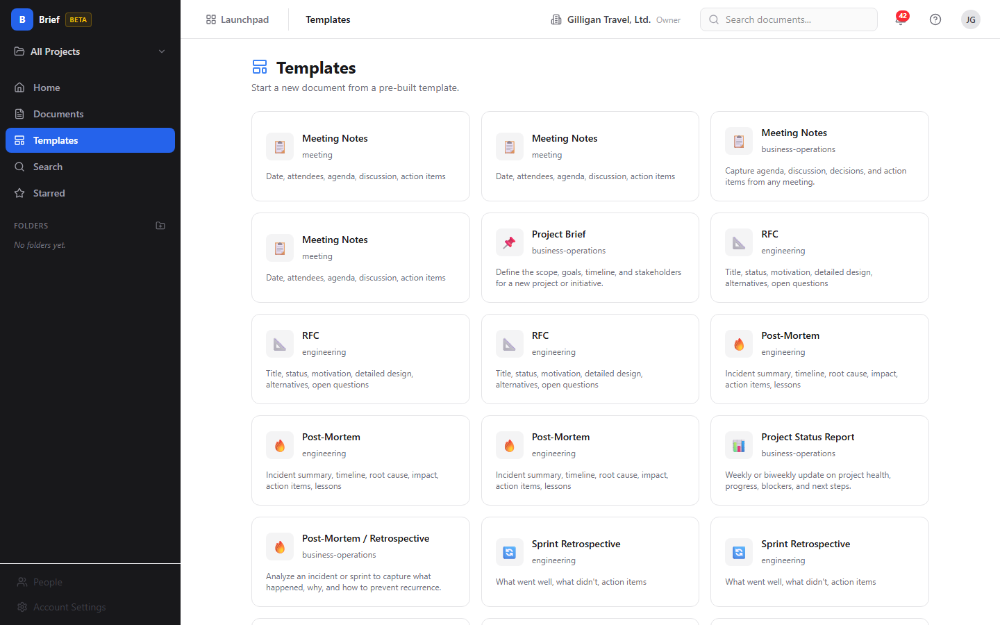 B Brief BETA
All Projects
Home
Documents
Templates
Search
Starred
FOLDERS
No folders yet.
People
Account Settings
Launchpad
Templates
Gilligan Travel, Ltd. Owner
Search documents...
42
JG
Templates
Start a new document from a pre-built template.
Meeting Notes
meeting
Date, attendees, agenda, discussion, action items
Meeting Notes
meeting
Date, attendees, agenda, discussion, action items
Meeting Notes
business-operations
Capture agenda, discussion, decisions, and action
items from any meeting.
Meeting Notes
meeting
Date, attendees, agenda, discussion, action items
Project Brief
business-operations
Define the scope, goals, timeline, and stakeholders
for a new project or initiative.
RFC
engineering
Title, status, motivation, detailed design,
alternatives, open questions
RFC
engineering
Title, status, motivation, detailed design,
alternatives, open questions
RFC
engineering
Title, status, motivation, detailed design,
alternatives, open questions
Post-Mortem
engineering
Incident summary, timeline, root cause, impact,
action items, lessons
Post-Mortem
engineering
Incident summary, timeline, root cause, impact,
action items, lessons
Post-Mortem
engineering
Incident summary, timeline, root cause, impact,
action items, lessons
Project Status Report
business-operations
Weekly or biweekly update on project health,
progress, blockers, and next steps.
Post-Mortem / Retrospective
business-operations
Analyze an incident or sprint to capture what
happened, why, and how to prevent recurrence.
Sprint Retrospective
engineering
What went well, what didn't, action items
Sprint Retrospective
engineering
What went well, what didn't, action items